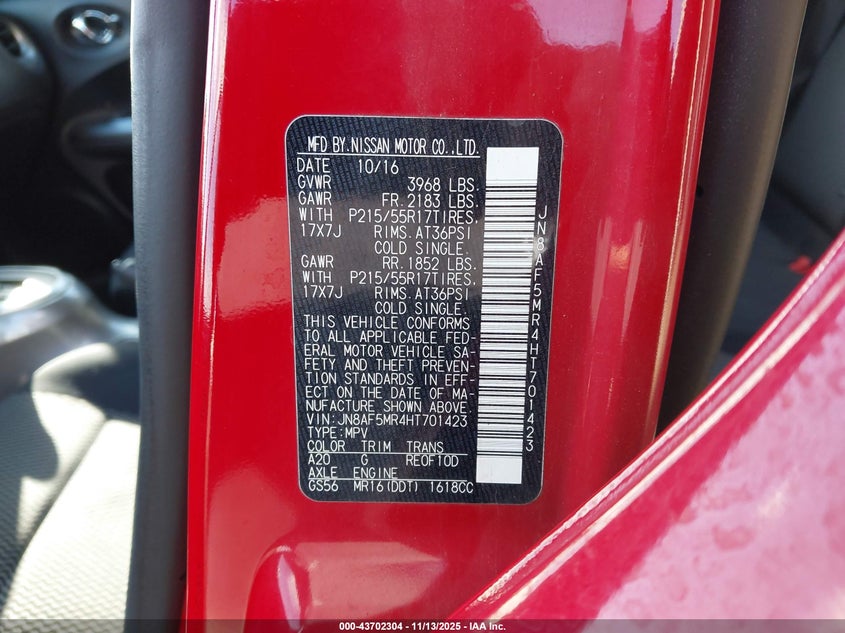 MFD BY.NISSAN MOTOR CO.,LTD.
DATE 10/16
GVWR 3968 LBS.
GAWR FR.2183 LBS.
WITH P215/55R17TIRES,
17X7J RIMS.AT36PSI
COLD SINGLE.
GAWR RR.1852 LBS.
WITH P215/55R17TIRES,
17X7J RIMS.AT36PSI
COLD SINGLE.
THIS VEHICLE CONFORMS
TO ALL APPLICABLE FED-
ERAL MOTOR VEHICLE SA-
FETY AND THEFT PREVEN-
TION STANDARDS IN EFF-
ECT ON THE DATE OF MA-
NUFACTURE SHOWN ABOVE.
VIN:JN8AF5MR4HT701423
TYPE:MPV
COLOR TRIM TRANS
A20 G RE0F10D
AXLE ENGINE
GS56 MR16(DDT) 1618CC
JN8AF5MR4HT701423
000-43702304 - 11/13/2025 - IAA Inc.